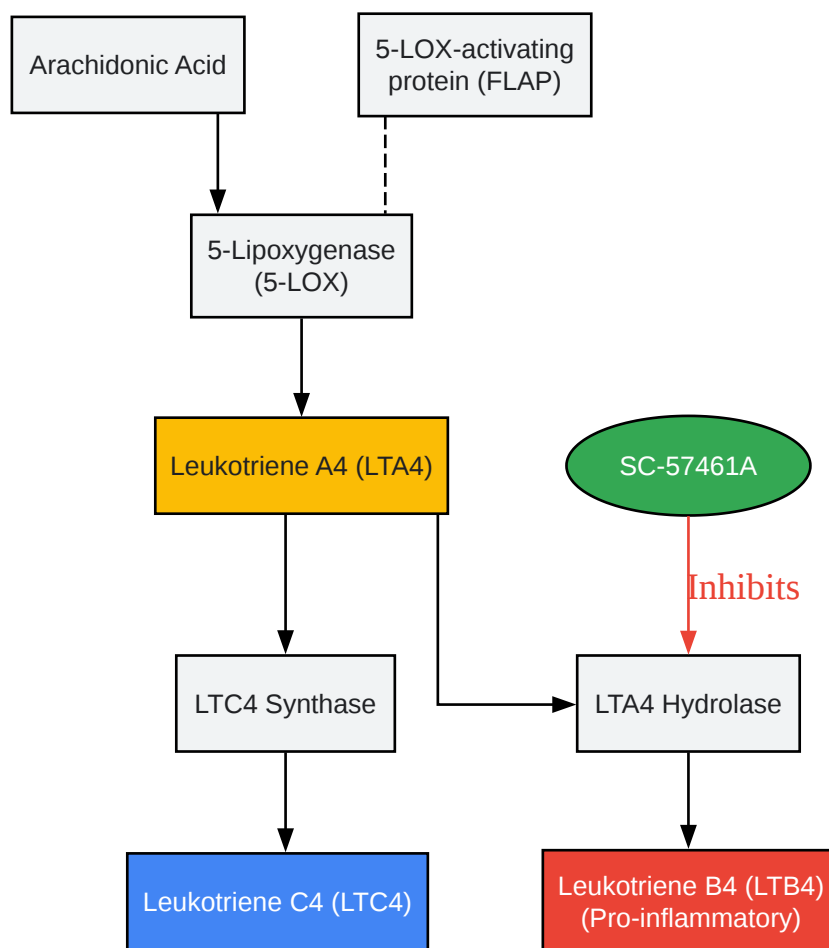 Arachidonic Acid
5-LOX-activating
protein (FLAP)
5-Lipoxygenase
(5-LOX)
Leukotriene A4 (LTA4)
SC-57461A
Inhibits
LTC4 Synthase
LTA4 Hydrolase
Leukotriene C4 (LTC4)
Leukotriene B4 (LTB4)
(Pro-inflammatory)